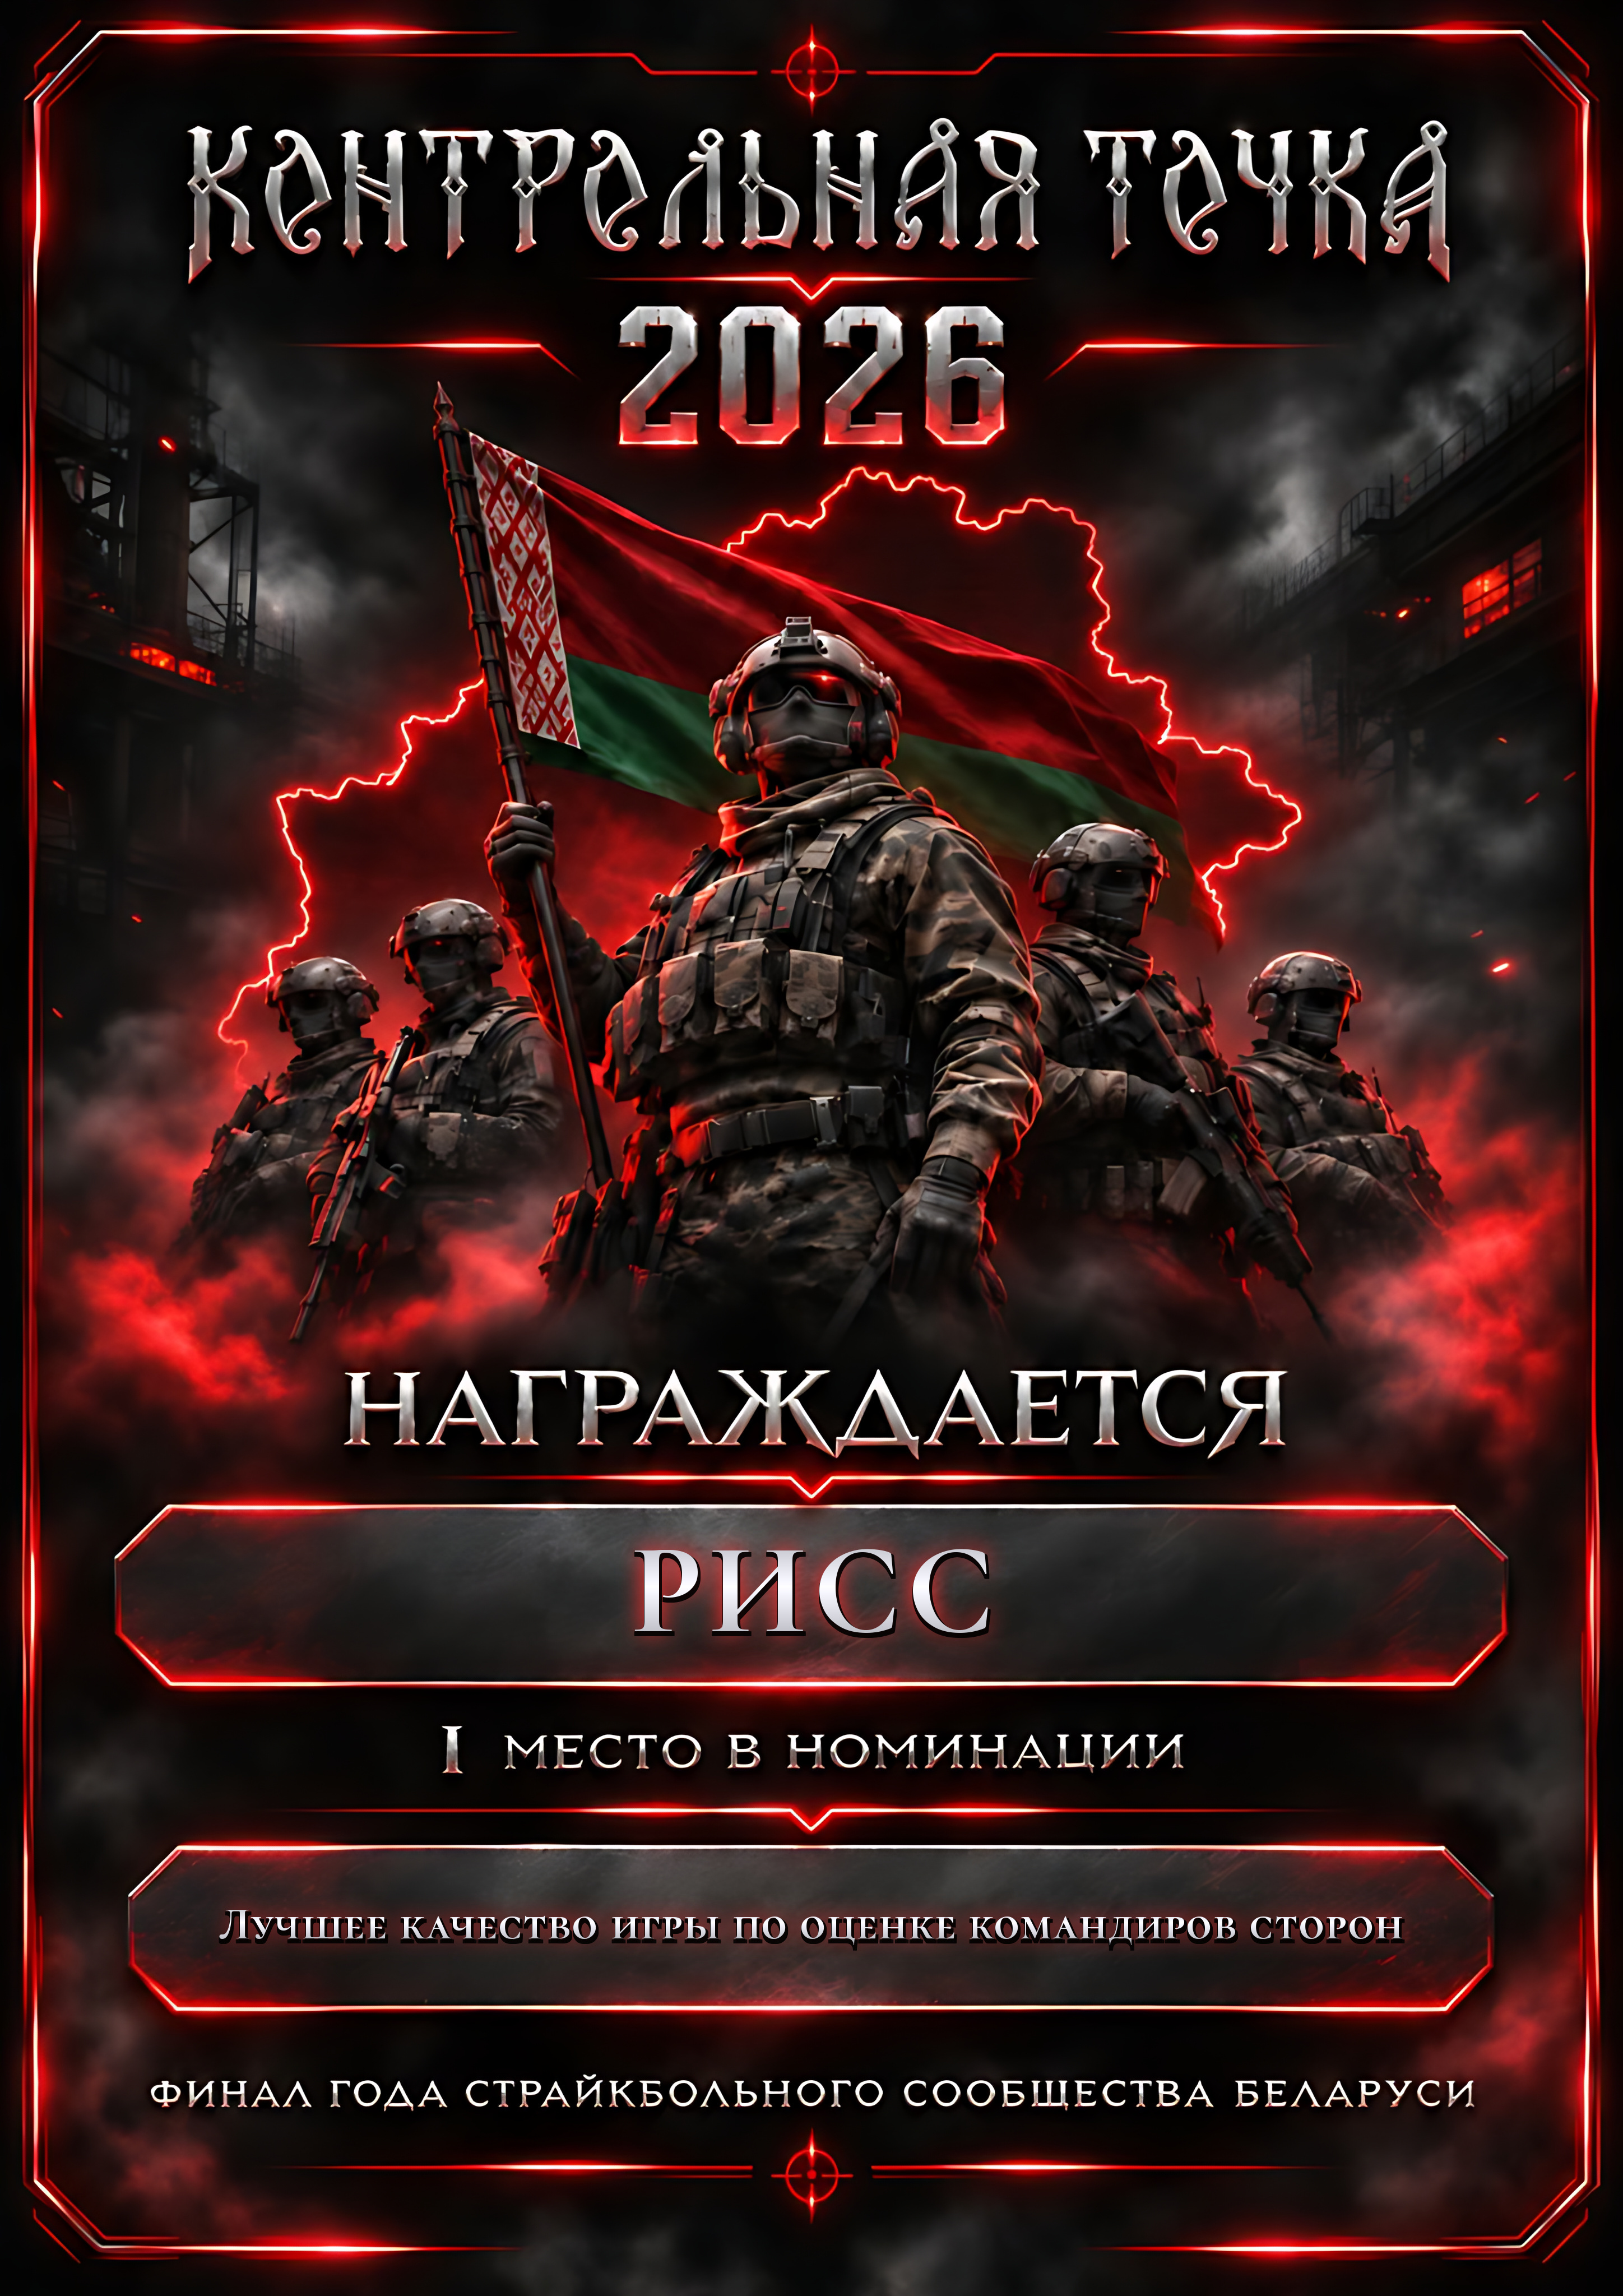 КОНТРОЛЬНАЯ ТОЧКА
2026
НАГРАЖДАЕТСЯ
РИСС
I МЕСТО В НОМИНАЦИИ
Лучшее качество игры по оценке командиров сторон
ФИНАЛ ГОДА СТРАЙКБОЛЬНОГО СООБЩЕСТВА БЕЛАРУСИ